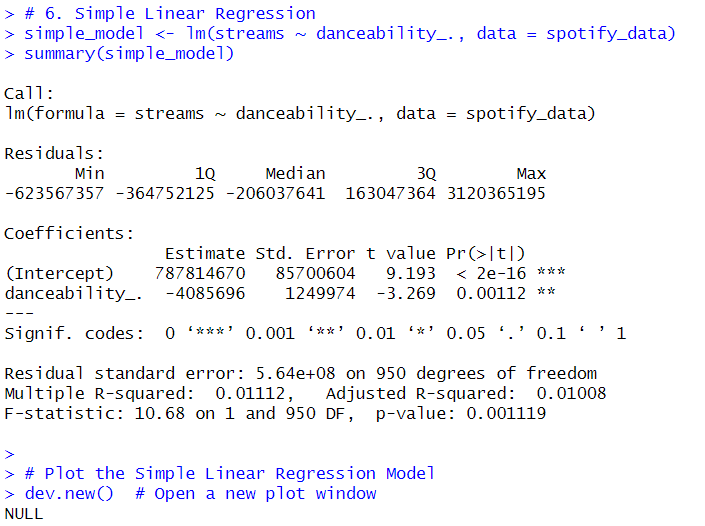 > # 6. Simple Linear Regression
> simple_model <- lm(streams ~ danceability_., data = spotify_data)
> summary(simple_model)

Call:
lm(formula = streams ~ danceability_., data = spotify_data)

Residuals:
       Min         1Q     Median         3Q        Max
-623567357 -364752125 -206037641  163047364 3120365195

Coefficients:
                Estimate Std. Error t value Pr(>|t|)
(Intercept)    787814670   85700604   9.193  < 2e-16 ***
danceability_.  -4085696    1249974  -3.269  0.00112 **
---
Signif. codes:  0 ‘***’ 0.001 ‘**’ 0.01 ‘*’ 0.05 ‘.’ 0.1 ‘ ’ 1

Residual standard error: 5.64e+08 on 950 degrees of freedom
Multiple R-squared:  0.01112,   Adjusted R-squared:  0.01008
F-statistic: 10.68 on 1 and 950 DF,  p-value: 0.001119

>
> # Plot the Simple Linear Regression Model
> dev.new()  # Open a new plot window
NULL